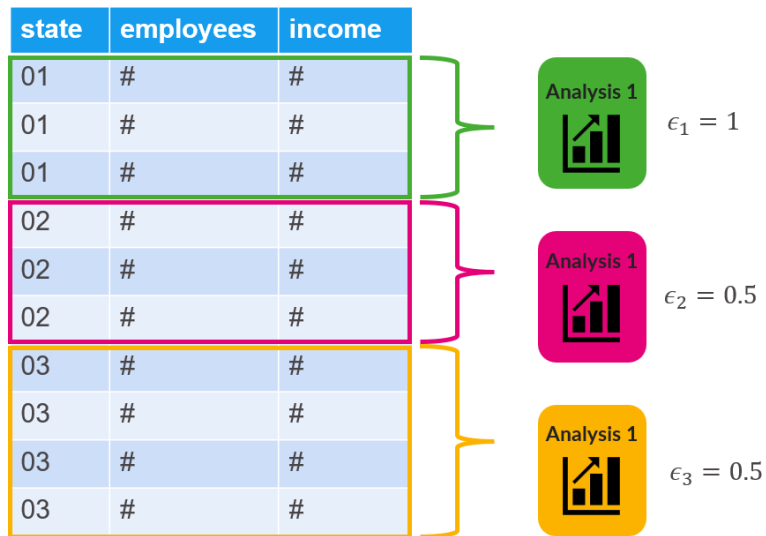 state employees income
01 # #
01 # #
01 # #
02 # #
02 # #
02 # #
03 # #
03 # #
03 # #
03 # #
Analysis 1
ϵ₁ = 1
Analysis 1
ϵ₂ = 0.5
Analysis 1
ϵ₃ = 0.5